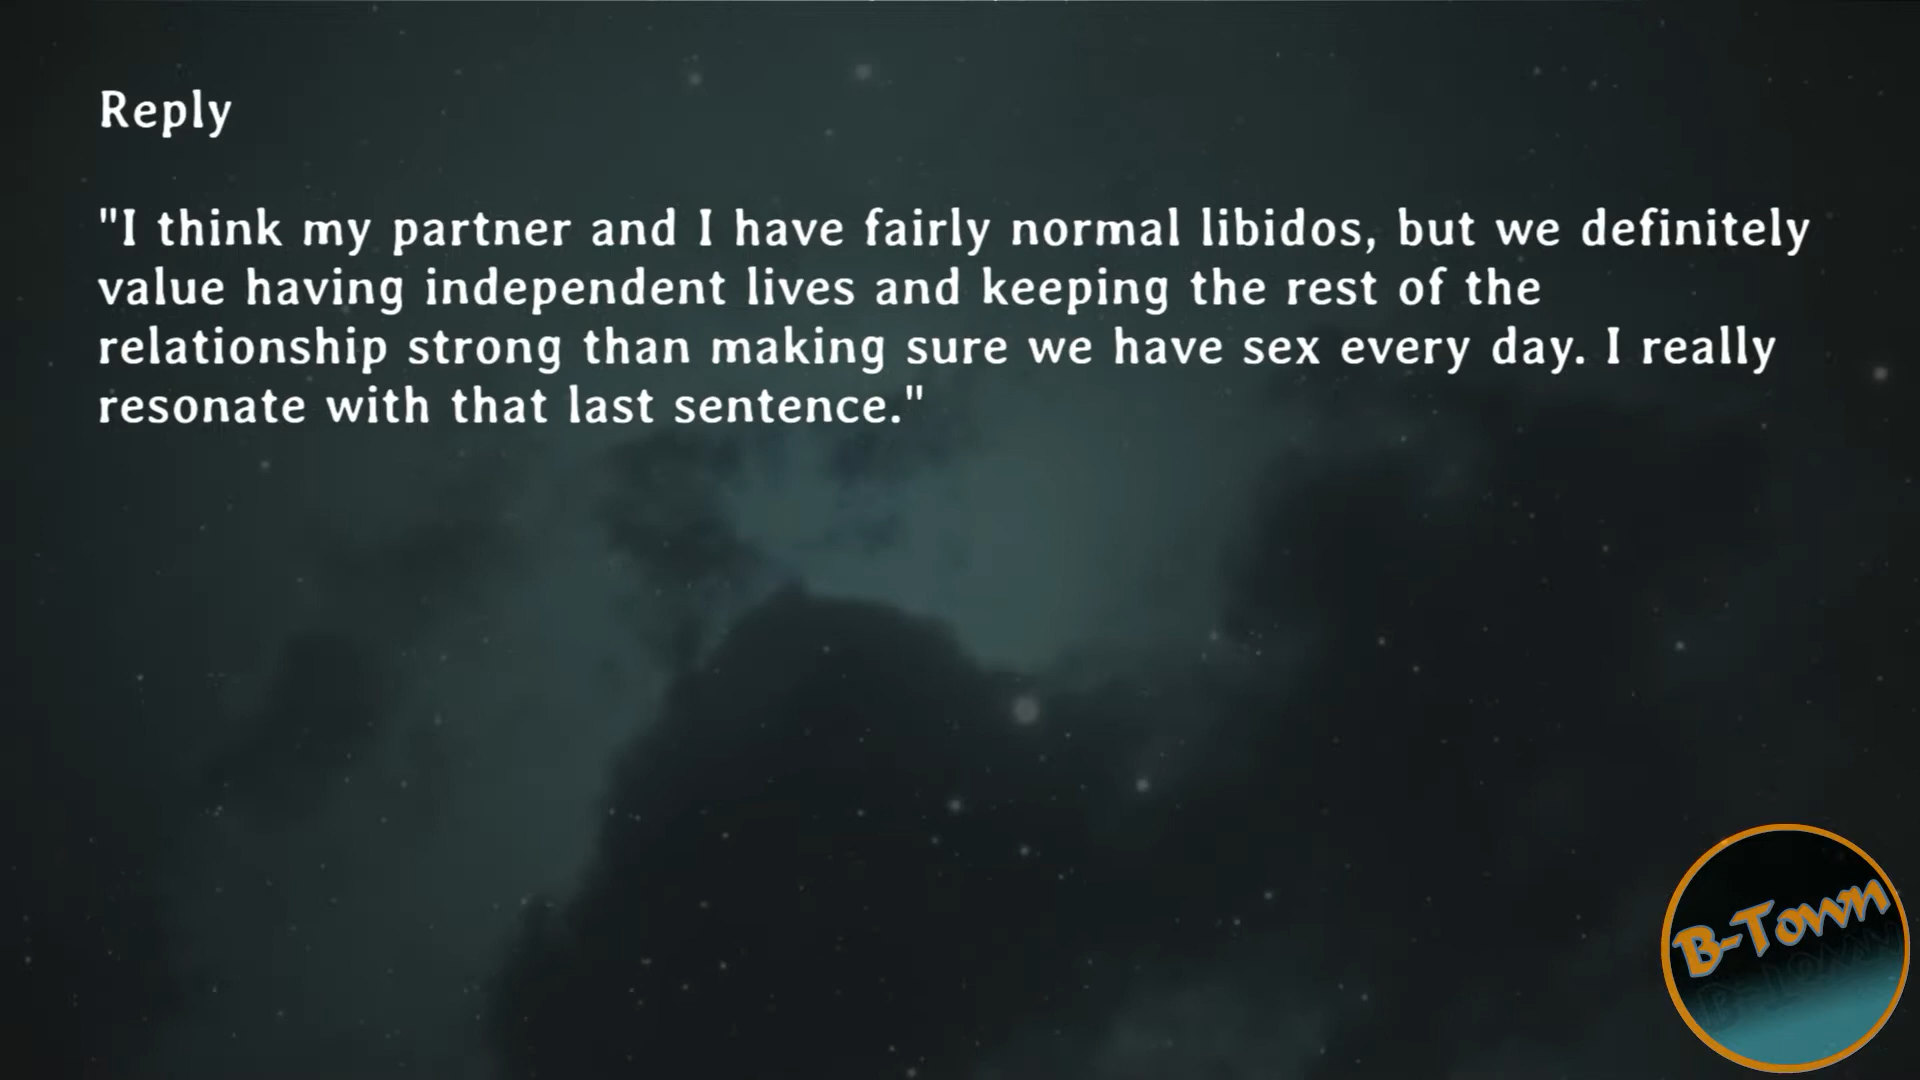 Reply
"I think my partner and I have fairly normal libidos, but we definitely
value having independent lives and keeping the rest of the
relationship strong than making sure we have sex every day. I really
resonate with that last sentence."
B-Town